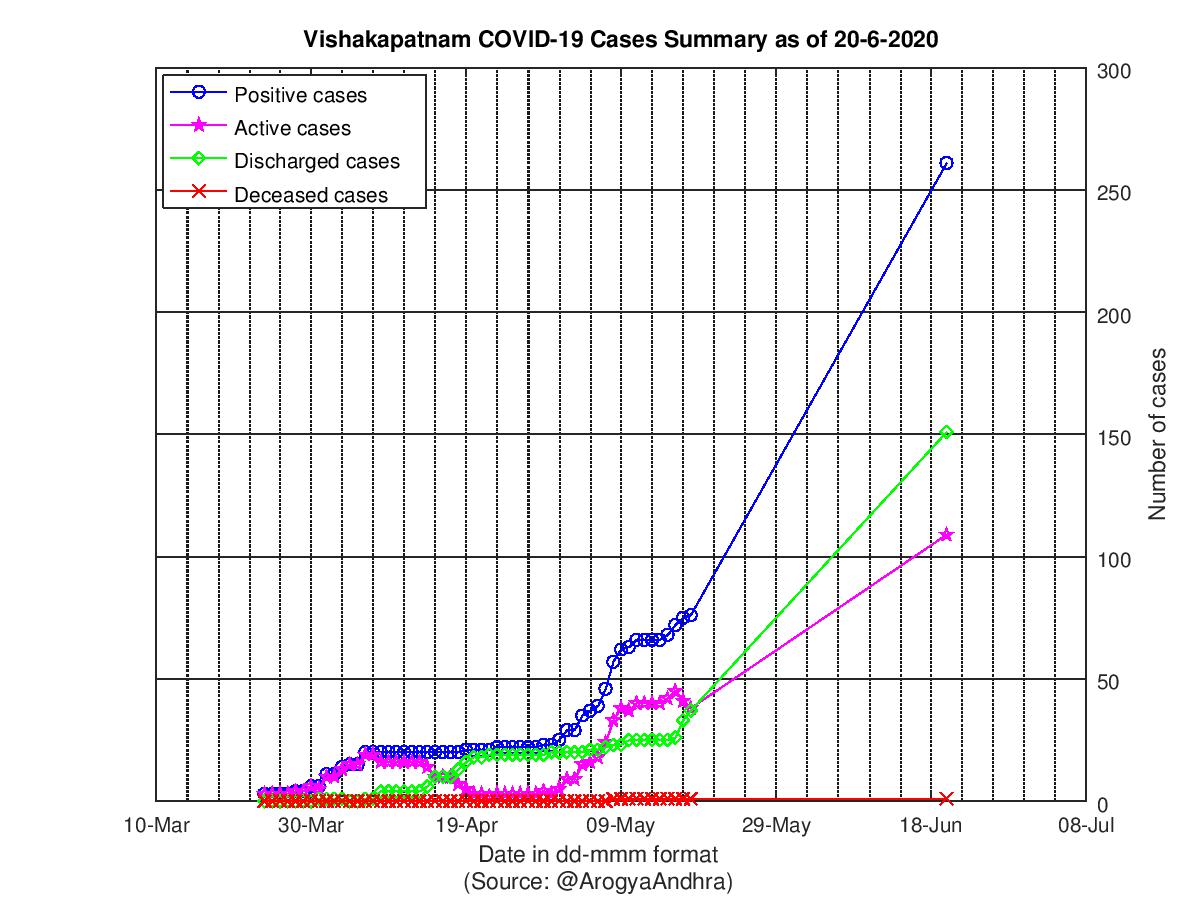 Vishakapatnam COVID-19 Cases Summary as of 20-6-2020
Positive cases
Active cases
Discharged cases
Deceased cases
300
250
200
150
100
50
0
Number of cases
10-Mar 30-Mar 19-Apr 09-May 29-May 18-Jun 08-Jul
Date in dd-mmm format
(Source: @ArogyaAndhra)